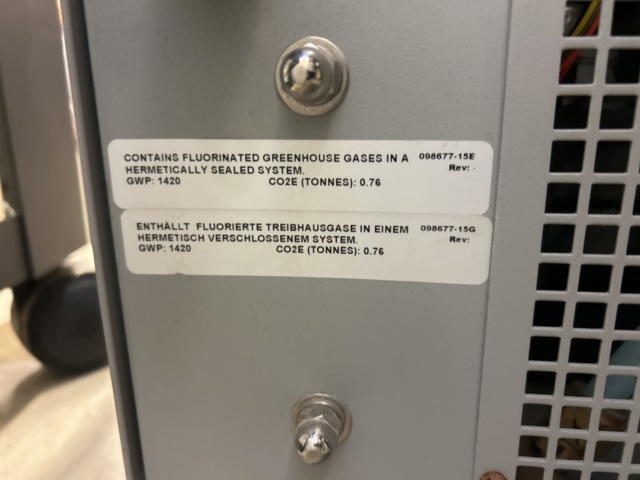 CONTAINS FLUORINATED GREENHOUSE GASES IN A 098677-15E
HERMETICALLY SEALED SYSTEM. Rev: -
GWP: 1420 CO2E (TONNES): 0.76
ENTHÄLLT FLUORIERTE TREIBHAUSGASE IN EINEM 098677-15G
HERMETISCH VERSCHLOSSENEM SYSTEM. Rev:
GWP: 1420 CO2E (TONNES): 0.76